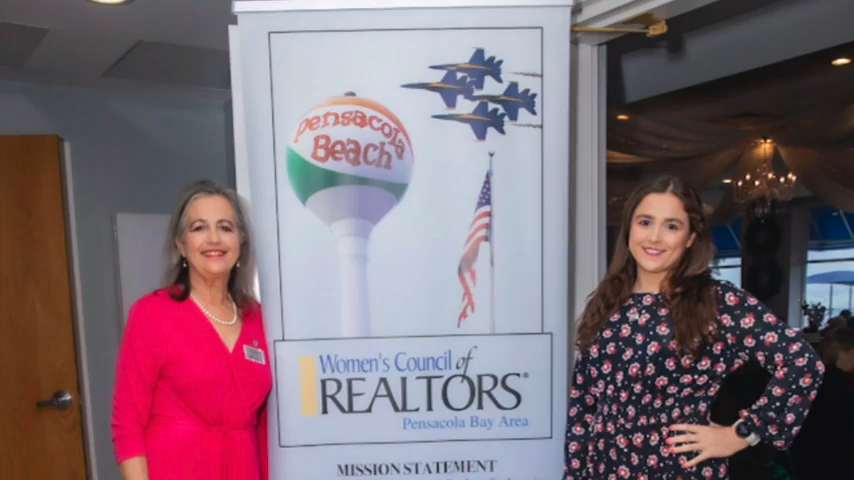 Pensacola
Beach
Women's Council of
REALTORS®
Pensacola Bay Area
MISSION STATEMENT